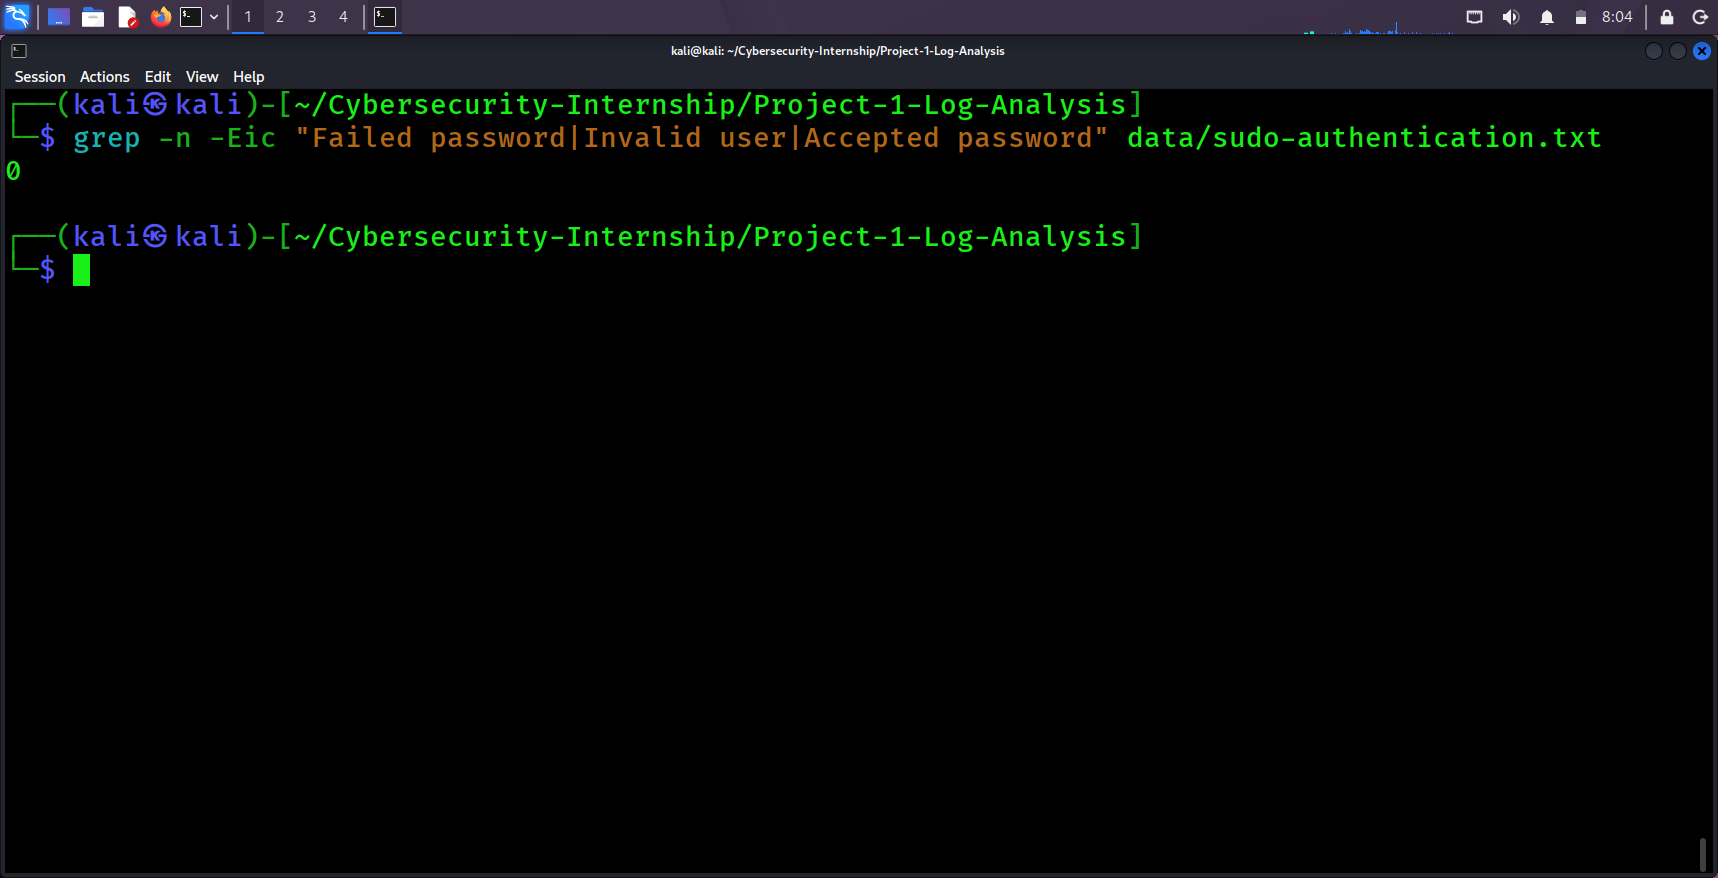 1 2 3 4 8:04
kali@kali: ~/Cybersecurity-Internship/Project-1-Log-Analysis
Session Actions Edit View Help
┌──(kali㉿kali)-[~/Cybersecurity-Internship/Project-1-Log-Analysis]
└─$ grep -n -Eic "Failed password|Invalid user|Accepted password" data/sudo-authentication.txt
0
┌──(kali㉿kali)-[~/Cybersecurity-Internship/Project-1-Log-Analysis]
└─$